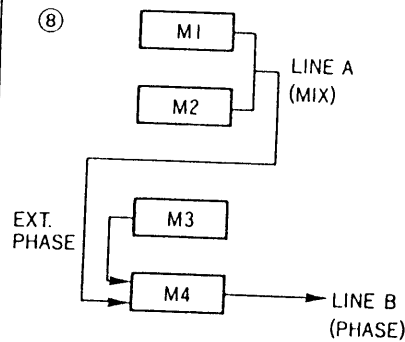 ⑧
M1
LINE A
(MIX)
M2
EXT.
PHASE
M3
M4
LINE B
(PHASE)